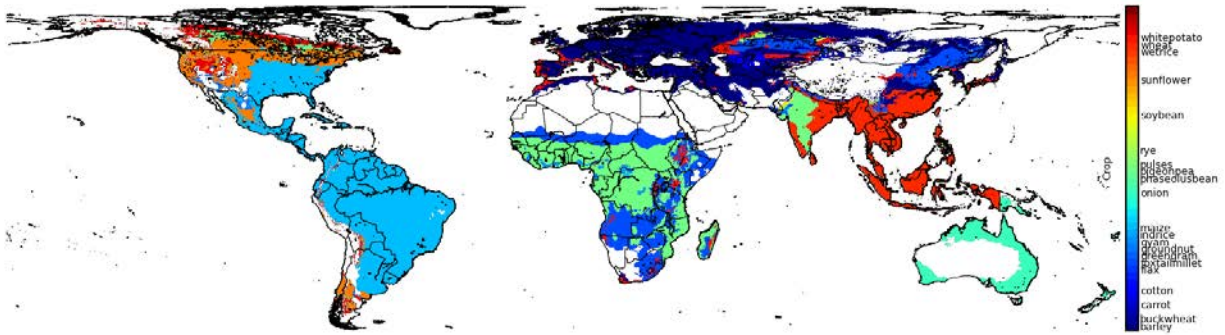 whitepotato
wheat
wetrice
sunflower
soybean
rye
pulses
pigeonpea
phaseolusbean
onion
Crop
maize
indrice
gyam
groundnut
greengram
foxtailmillet
flax
cotton
carrot
buckwheat
barley